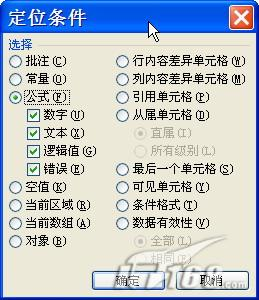 定位条件
选择
批注(C)
常量(O)
公式(F)
数字(U)
文本(X)
逻辑值(G)
错误(E)
空值(K)
当前区域(R)
当前数组(A)
对象(B)
行内容差异单元格(W)
列内容差异单元格(M)
引用单元格(P)
从属单元格(D)
直属(I)
所有级别(L)
最后一个单元格(S)
可见单元格(Y)
条件格式(T)
数据有效性(V)
全部(L)
相同(E)
确定
取消